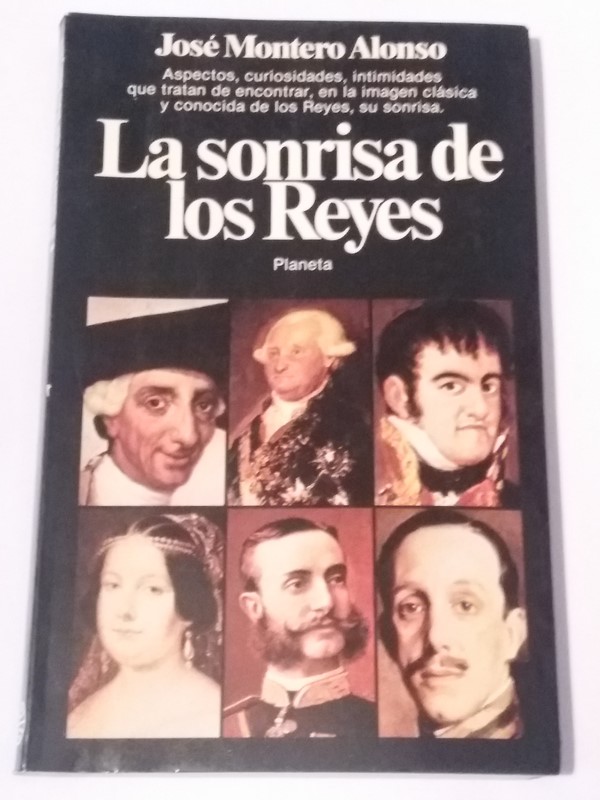 José Montero Alonso
Aspectos, curiosidades, intimidades
que tratan de encontrar, en la imagen clásica
y conocida de los Reyes, su sonrisa.
La sonrisa de
los Reyes
Planeta